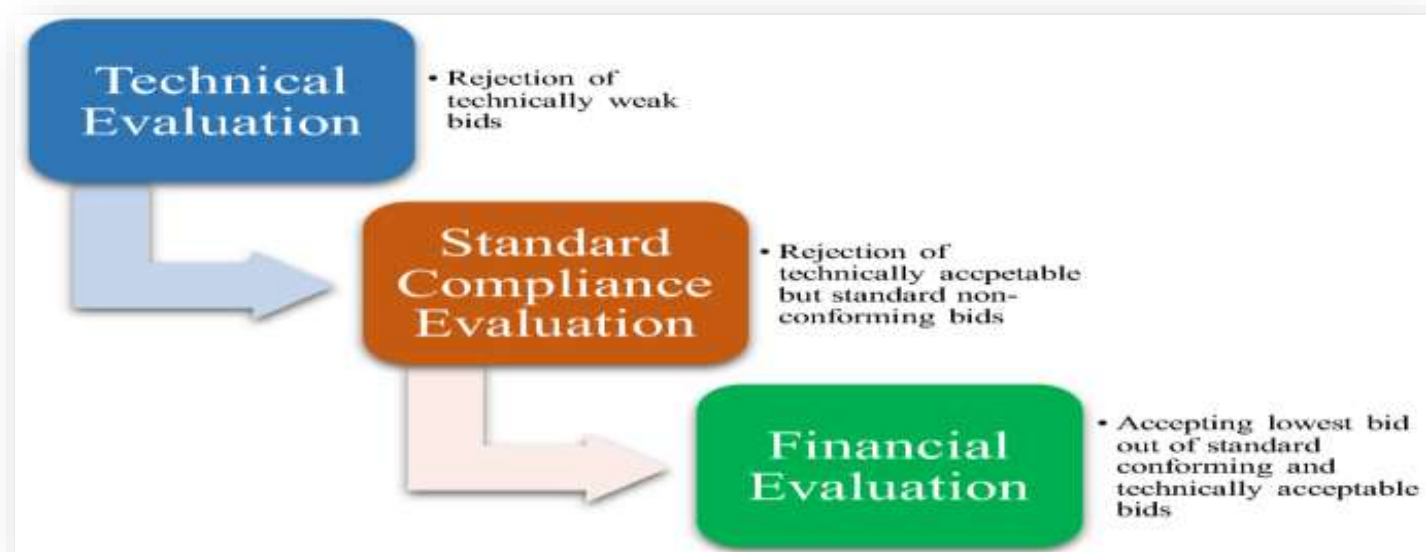 Technical
Evaluation
• Rejection of
technically weak
bids
Standard
Compliance
Evaluation
• Rejection of
technically accpetable
but standard non-
conforming bids
Financial
Evaluation
• Accepting lowest bid
out of standard
conforming and
technically acceptable
bids